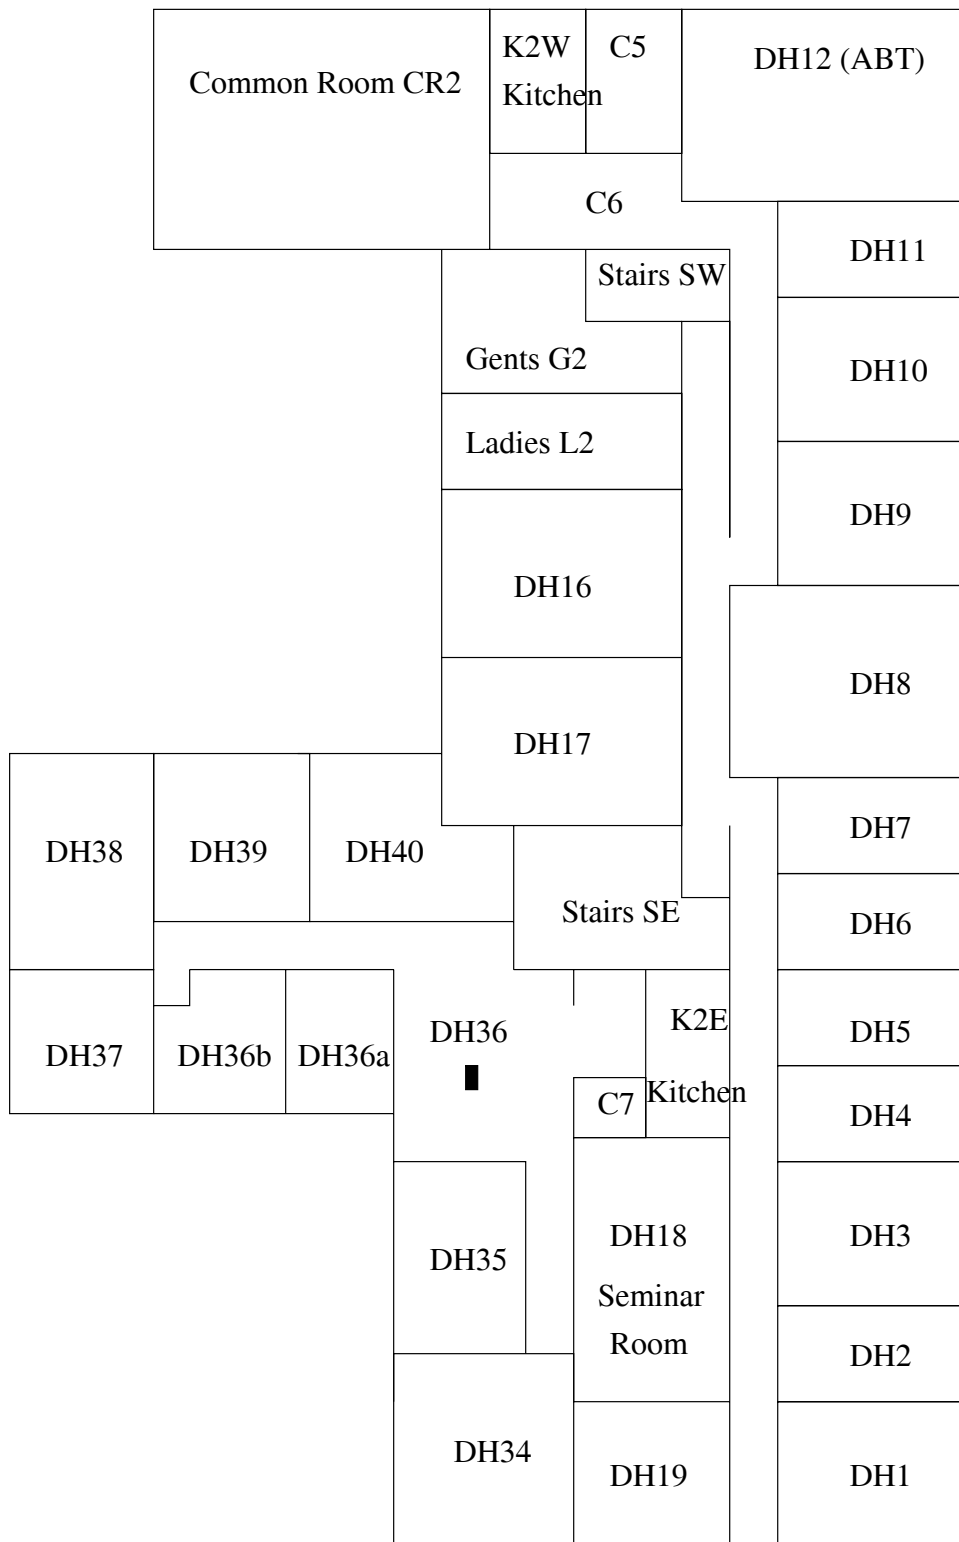 K2W
C5
DH12 (ABT)
Common Room CR2
Kitchen
C6
DH11
Stairs SW
Gents G2
DH10
Ladies L2
DH9
DH16
DH8
DH17
DH7
DH38
DH39
DH40
Stairs SE
DH6
K2E
DH36
DH5
DH37
DH36b
DH36a
Kitchen
C7
DH4
DH18
DH3
DH35
Seminar
Room
DH2
DH34
DH19
DH1